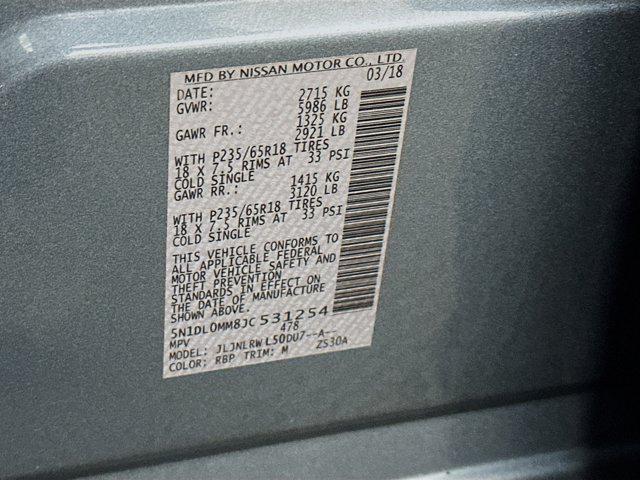 MFD BY NISSAN MOTOR CO., LTD.
DATE: 03/18
GVWR: 2715 KG
5986 LB
GAWR FR.: 1325 KG
2921 LB
WITH P235/65R18 TIRES
18 X 7.5 RIMS AT 33 PSI
COLD SINGLE
GAWR RR.: 1415 KG
3120 LB
WITH P235/65R18 TIRES
18 X 7.5 RIMS AT 33 PSI
COLD SINGLE
THIS VEHICLE CONFORMS TO
ALL APPLICABLE FEDERAL
MOTOR VEHICLE SAFETY AND
THEFT PREVENTION
STANDARDS IN EFFECT ON
THE DATE OF MANUFACTURE
SHOWN ABOVE.
5N1DL0MM8JC531254
MPV 478
MODEL: JLJNLRWL50DU7--A--
COLOR: RBP TRIM: M ZS30A